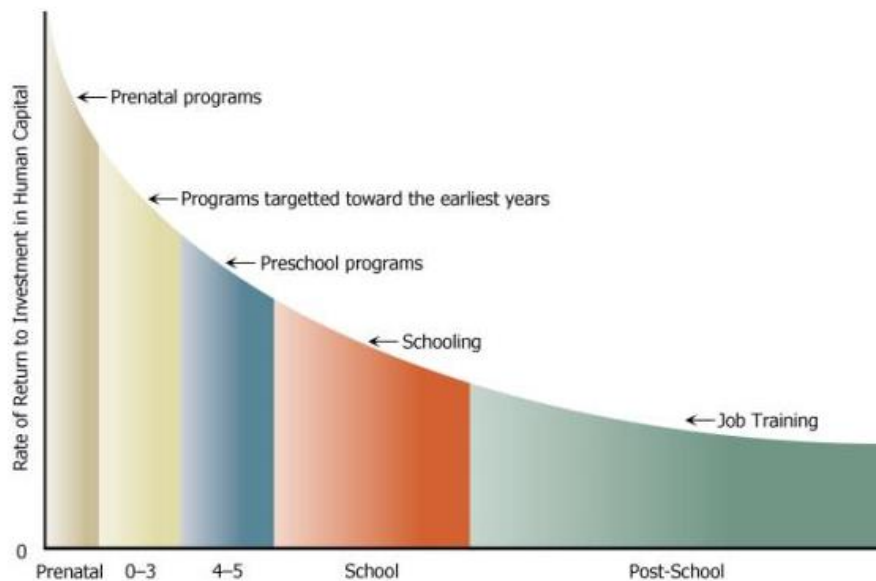 Rate of Return to Investment in Human Capital
Prenatal programs
Programs targetted toward the earliest years
Preschool programs
Schooling
Job Training
0
Prenatal
0–3
4–5
School
Post-School